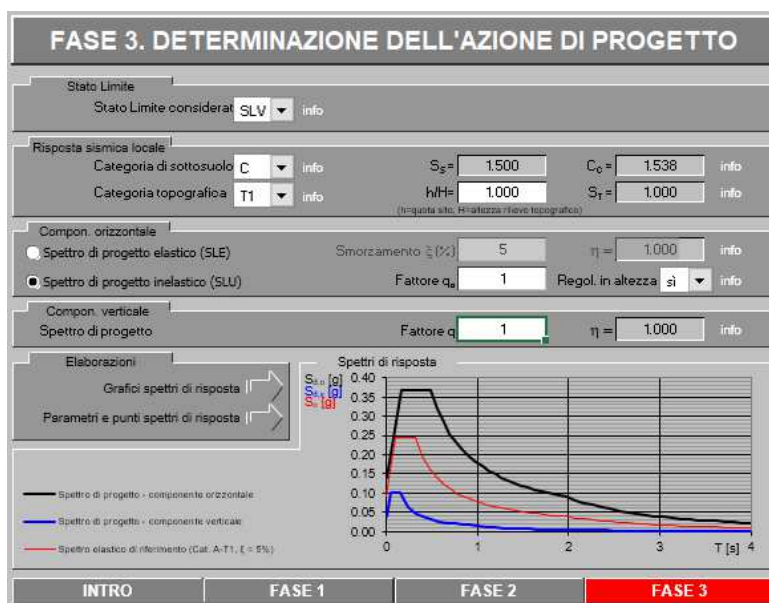 FASE 3. DETERMINAZIONE DELL'AZIONE DI PROGETTO
Stato Limite
Stato Limite considerat SLV info
Risposta sismica locale
Categoria di sottosuolo C info S_S= 1.500 C_C= 1.538 info
Categoria topografica T1 info h/H= 1.000 S_T= 1.000 info
(h=quota sito, H=altezza rilievo topografico)
Compon. orizzontale
Spettro di progetto elastico (SLE) Smorzamento ξ (%) 5 η= 1.000 info
Spettro di progetto inelastico (SLU) Fattore q_o 1 Regol. in altezza sì info
Compon. verticale
Spettro di progetto Fattore q 1 η= 1.000 info
Elaborazioni
Grafici spettri di risposta
Parametri e punti spettri di risposta
Spettri di risposta
S_d,o [g]
S_d,v [g]
S_e [g]
0.40
0.35
0.30
0.25
0.20
0.15
0.10
0.05
0.00
0 1 2 3 T [s] 4
Spettro di progetto - componente orizzontale
Spettro di progetto - componente verticale
Spettro elastico di riferimento (Cat. A-T1, ξ = 5%)
INTRO FASE 1 FASE 2 FASE 3